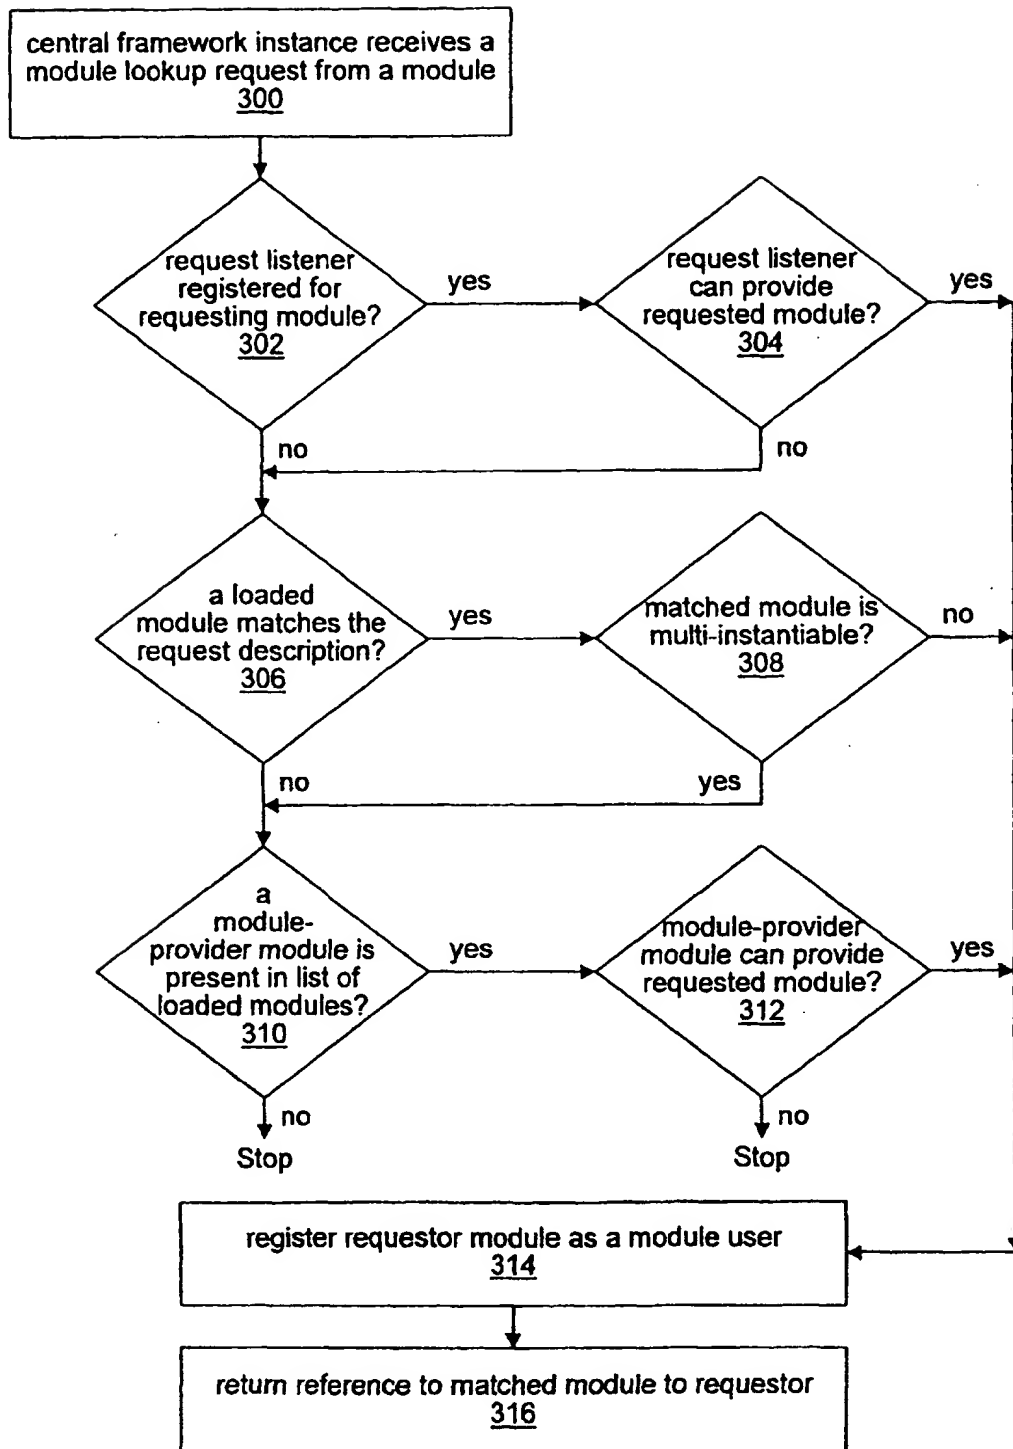 central framework instance receives a
module lookup request from a module
300
request listener
registered for
requesting module?
302
yes
request listener
can provide
requested module?
304
yes
no
no
a loaded
module matches the
request description?
306
yes
matched module is
multi-instantiable?
308
no
no
yes
a
module-
provider module is
present in list of
loaded modules?
310
yes
module-provider
module can provide
requested module?
312
yes
no
Stop
no
Stop
register requestor module as a module user
314
return reference to matched module to requestor
316